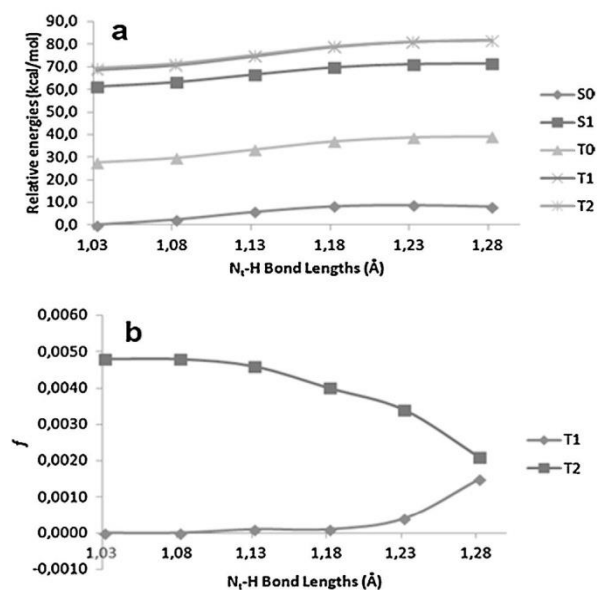 a
Relative energies (kcal/mol)
90,0
80,0
70,0
60,0
50,0
40,0
30,0
20,0
10,0
0,0
1,03 1,08 1,13 1,18 1,23 1,28
Nt-H Bond Lengths (Å)
S0
S1
T0
T1
T2
b
f
0,0060
0,0050
0,0040
0,0030
0,0020
0,0010
0,0000
-0,0010
1,03 1,08 1,13 1,18 1,23 1,28
Nt-H Bond Lengths (Å)
T1
T2